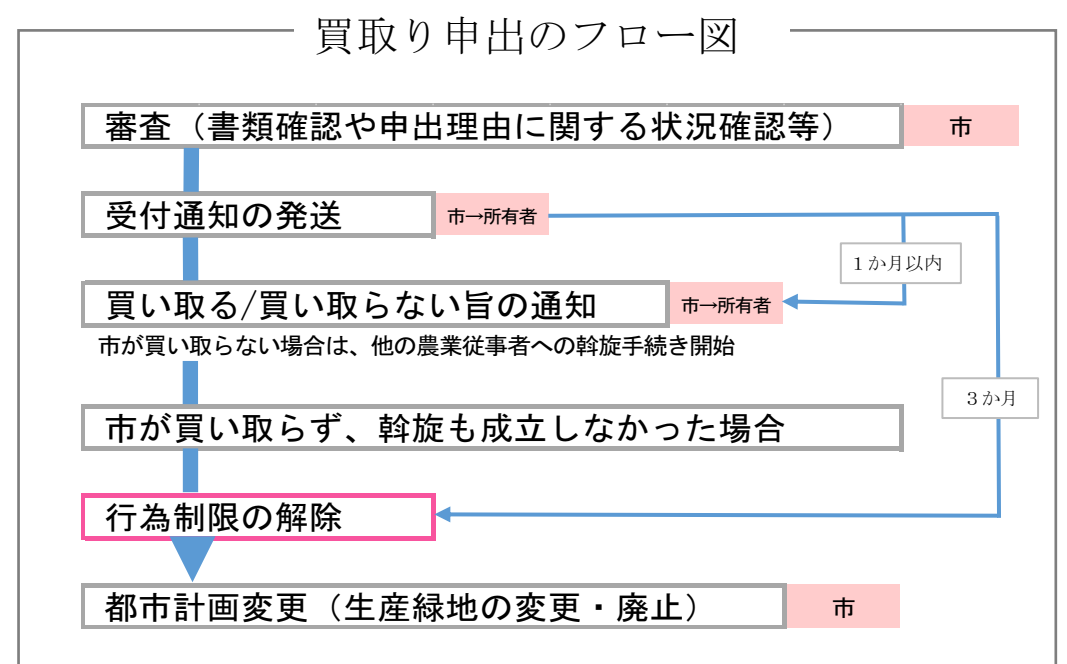 買取り申出のフロー図
審査（書類確認や申出理由に関する状況確認等）
市
受付通知の発送
市→所有者
1か月以内
買い取る/買い取らない旨の通知
市→所有者
市が買い取らない場合は、他の農業従事者への斡旋手続き開始
3か月
市が買い取らず、斡旋も成立しなかった場合
行為制限の解除
都市計画変更（生産緑地の変更・廃止）
市